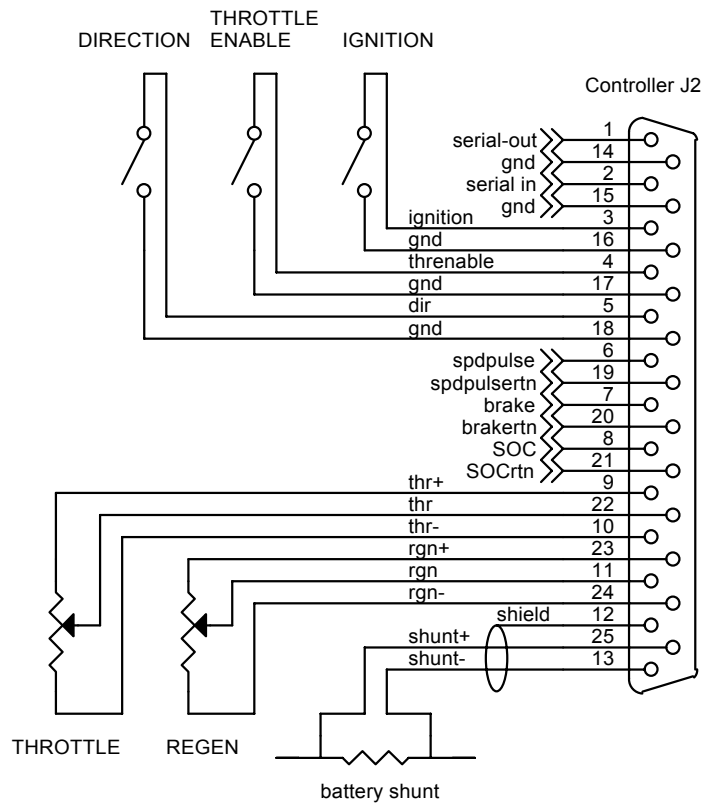 DIRECTION
THROTTLE
ENABLE
IGNITION
Controller J2
serial-out 1
gnd 14
serial in 2
gnd 15
ignition 3
gnd 16
threnable 4
gnd 17
dir 5
gnd 18
spdpulse 6
spdpulsertn 19
brake 7
brakertn 20
SOC 8
SOCrtn 21
thr+ 9
thr 22
thr- 10
rgn+ 23
rgn 11
rgn- 24
shield 12
shunt+ 25
shunt- 13
THROTTLE
REGEN
battery shunt